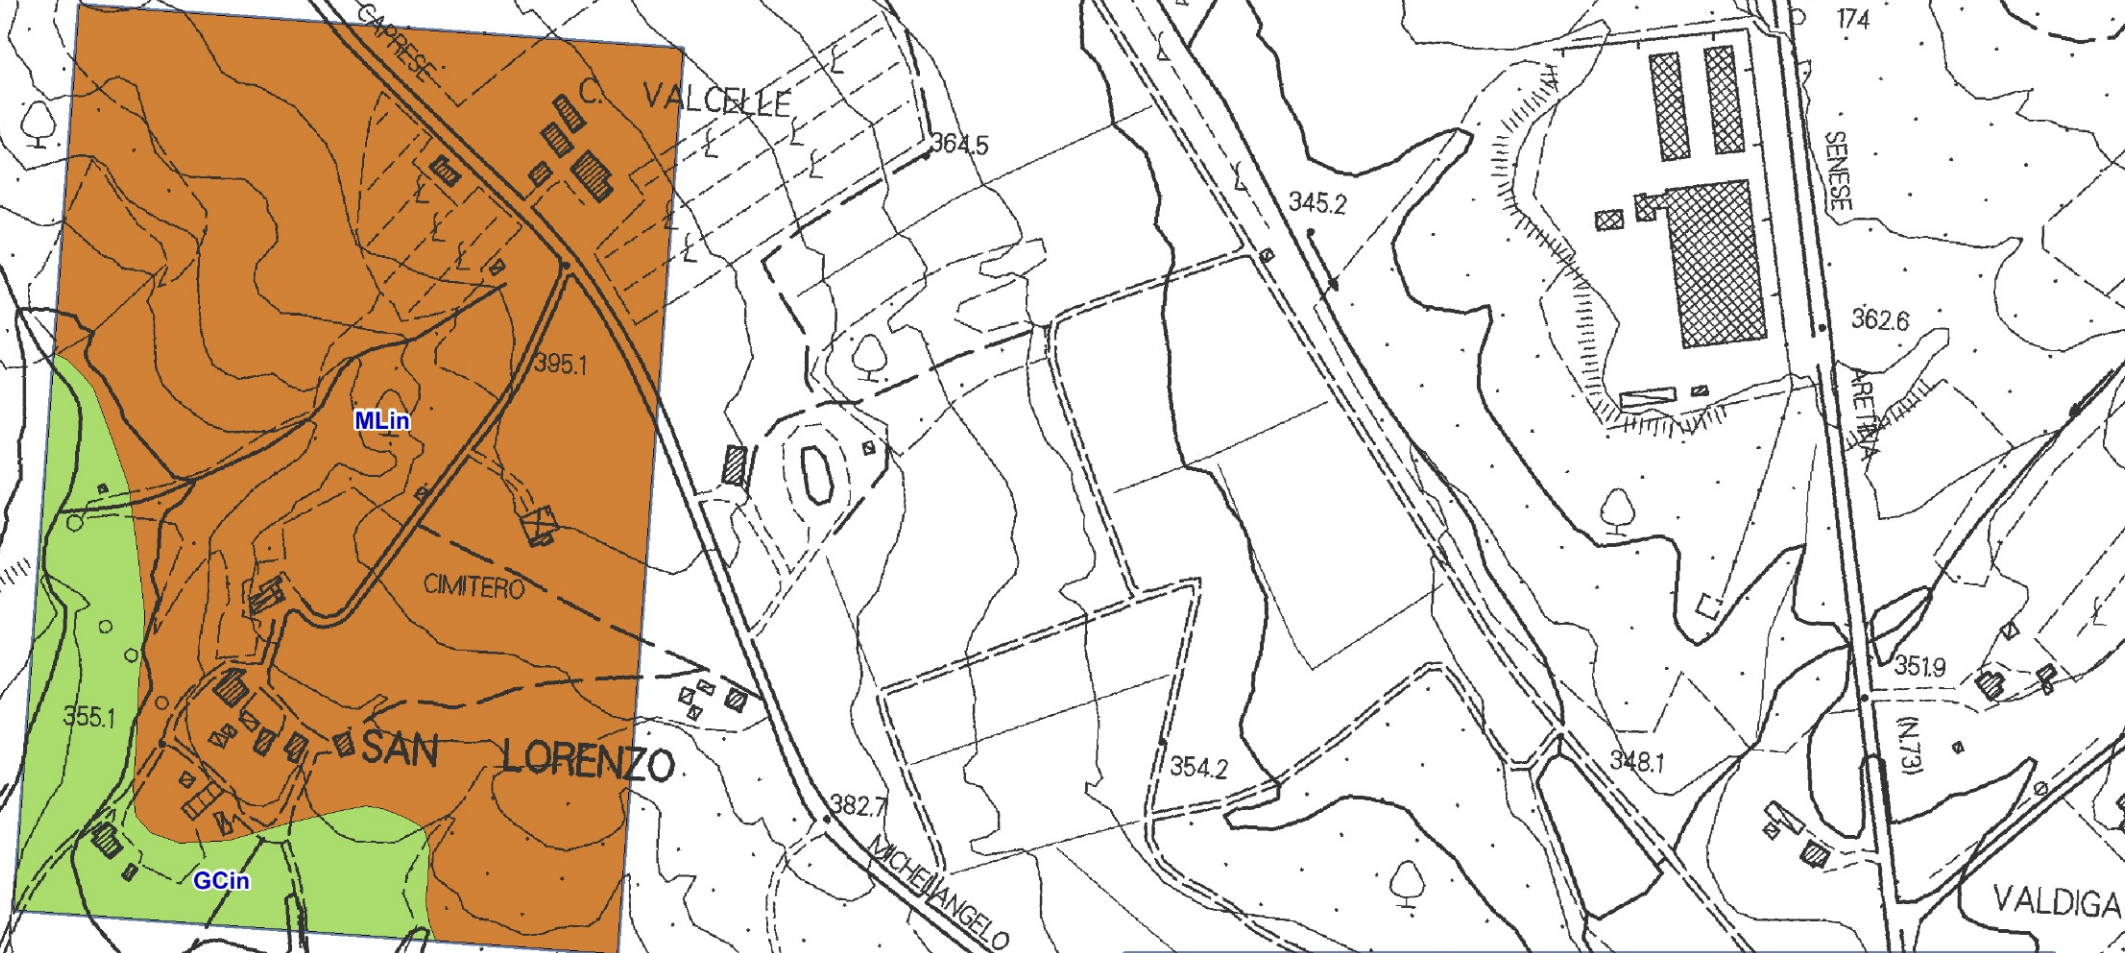 CAPRESE
174
C. VALCELLE
364.5
SENESE
345.2
362.6
395.1
ARETINA
MLin
CIMITERO
351.9
355.1
SAN LORENZO
(N.73)
354.2
348.1
382.7
MICHELANGELO
GCin
VALDIGA